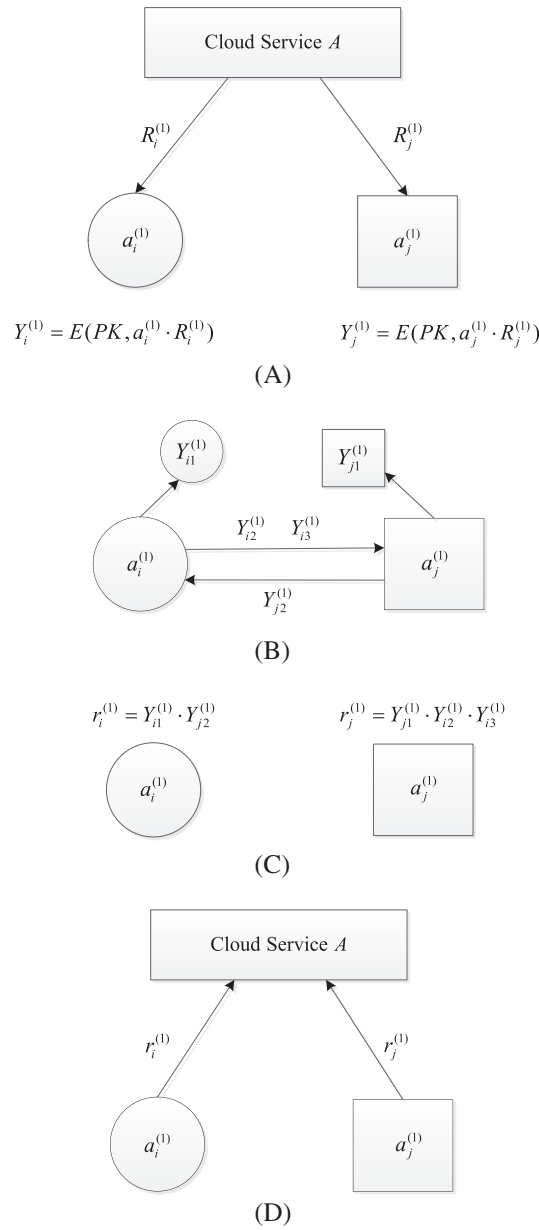 Cloud Service A
R_i^{(1)} R_j^{(1)}
a_i^{(1)} a_j^{(1)}
Y_i^{(1)} = E(PK, a_i^{(1)} · R_i^{(1)}) Y_j^{(1)} = E(PK, a_j^{(1)} · R_j^{(1)})
(A)
Y_{i1}^{(1)} Y_{j1}^{(1)}
Y_{i2}^{(1)} Y_{i3}^{(1)}
a_i^{(1)} a_j^{(1)}
Y_{j2}^{(1)}
(B)
r_i^{(1)} = Y_{i1}^{(1)} · Y_{j2}^{(1)} r_j^{(1)} = Y_{j1}^{(1)} · Y_{i2}^{(1)} · Y_{i3}^{(1)}
a_i^{(1)} a_j^{(1)}
(C)
Cloud Service A
r_i^{(1)} r_j^{(1)}
a_i^{(1)} a_j^{(1)}
(D)